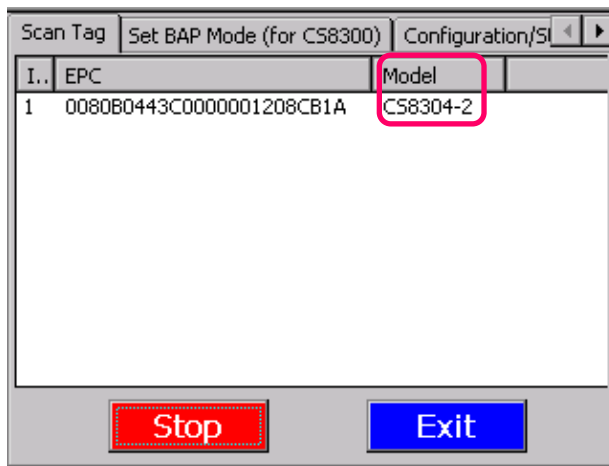 Scan Tag Set BAP Mode (for CS8300) Configuration/S
I.. EPC Model
1 0080B0443C0000001208CB1A CS8304-2
Stop Exit